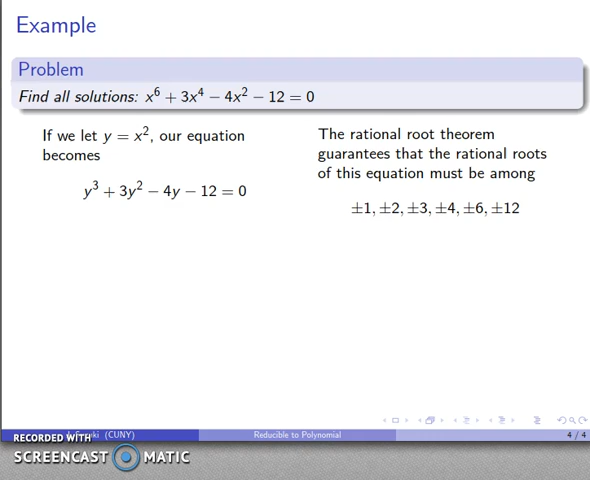 Example
Problem
Find all solutions: x⁶ + 3x⁴ − 4x² − 12 = 0
If we let y = x², our equation
becomes
y³ + 3y² − 4y − 12 = 0
The rational root theorem
guarantees that the rational roots
of this equation must be among
±1, ±2, ±3, ±4, ±6, ±12
(CUNY)
Reducible to Polynomial
4 / 4
RECORDED WITH
SCREENCAST MATIC